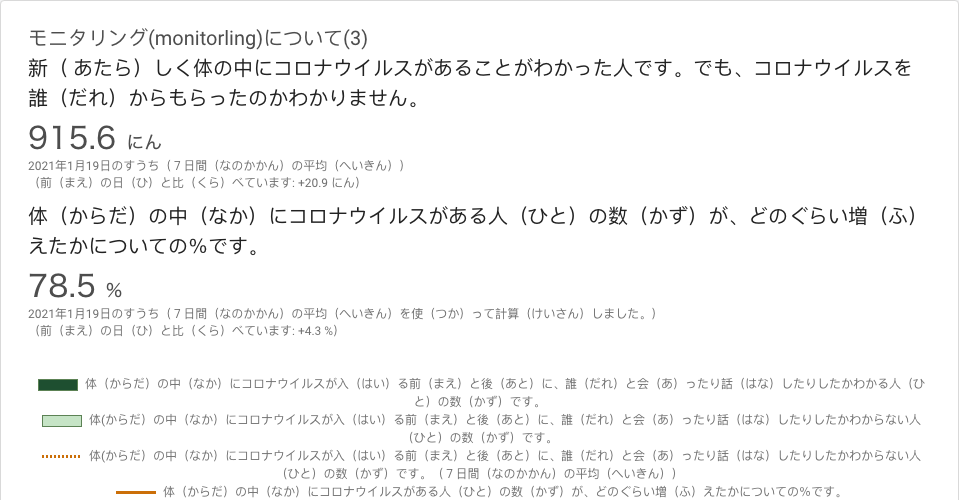 モニタリング(monitorling)について(3)
新（ あたら）しく体の中にコロナウイルスがあることがわかった人です。でも、コロナウイルスを
誰（だれ）からもらったのかわかりません。
915.6 にん
2021年1月19日のすうち（７日間（なのかかん）の平均（へいきん））
（前（まえ）の日（ひ）と比（くら）べています: +20.9 にん）
体（からだ）の中（なか）にコロナウイルスがある人（ひと）の数（かず）が、どのぐらい増（ふ）
えたかについての%です。
78.5 %
2021年1月19日のすうち（７日間（なのかかん）の平均（へいきん）を使（つか）って計算（けいさん）しました。）
（前（まえ）の日（ひ）と比（くら）べています: +4.3 %）
体（からだ）の中（なか）にコロナウイルスが入（はい）る前（まえ）と後（あと）に、誰（だれ）と会（あ）ったり話（はな）したりしたかわかる人（ひ
と）の数（かず）です。
体(からだ）の中（なか）にコロナウイルスが入（はい）る前（まえ）と後（あと）に、誰（だれ）と会（あ）ったり話（はな）したりしたかわからない人
（ひと）の数（かず）です。
体(からだ）の中（なか）にコロナウイルスが入（はい）る前（まえ）と後（あと）に、誰（だれ）と会（あ）ったり話（はな）したりしたかわからない人
（ひと）の数（かず）です。（７日間（なのかかん）の平均（へいきん））
体（からだ）の中（なか）にコロナウイルスがある人（ひと）の数（かず）が、どのぐらい増（ふ）えたかについての%です。